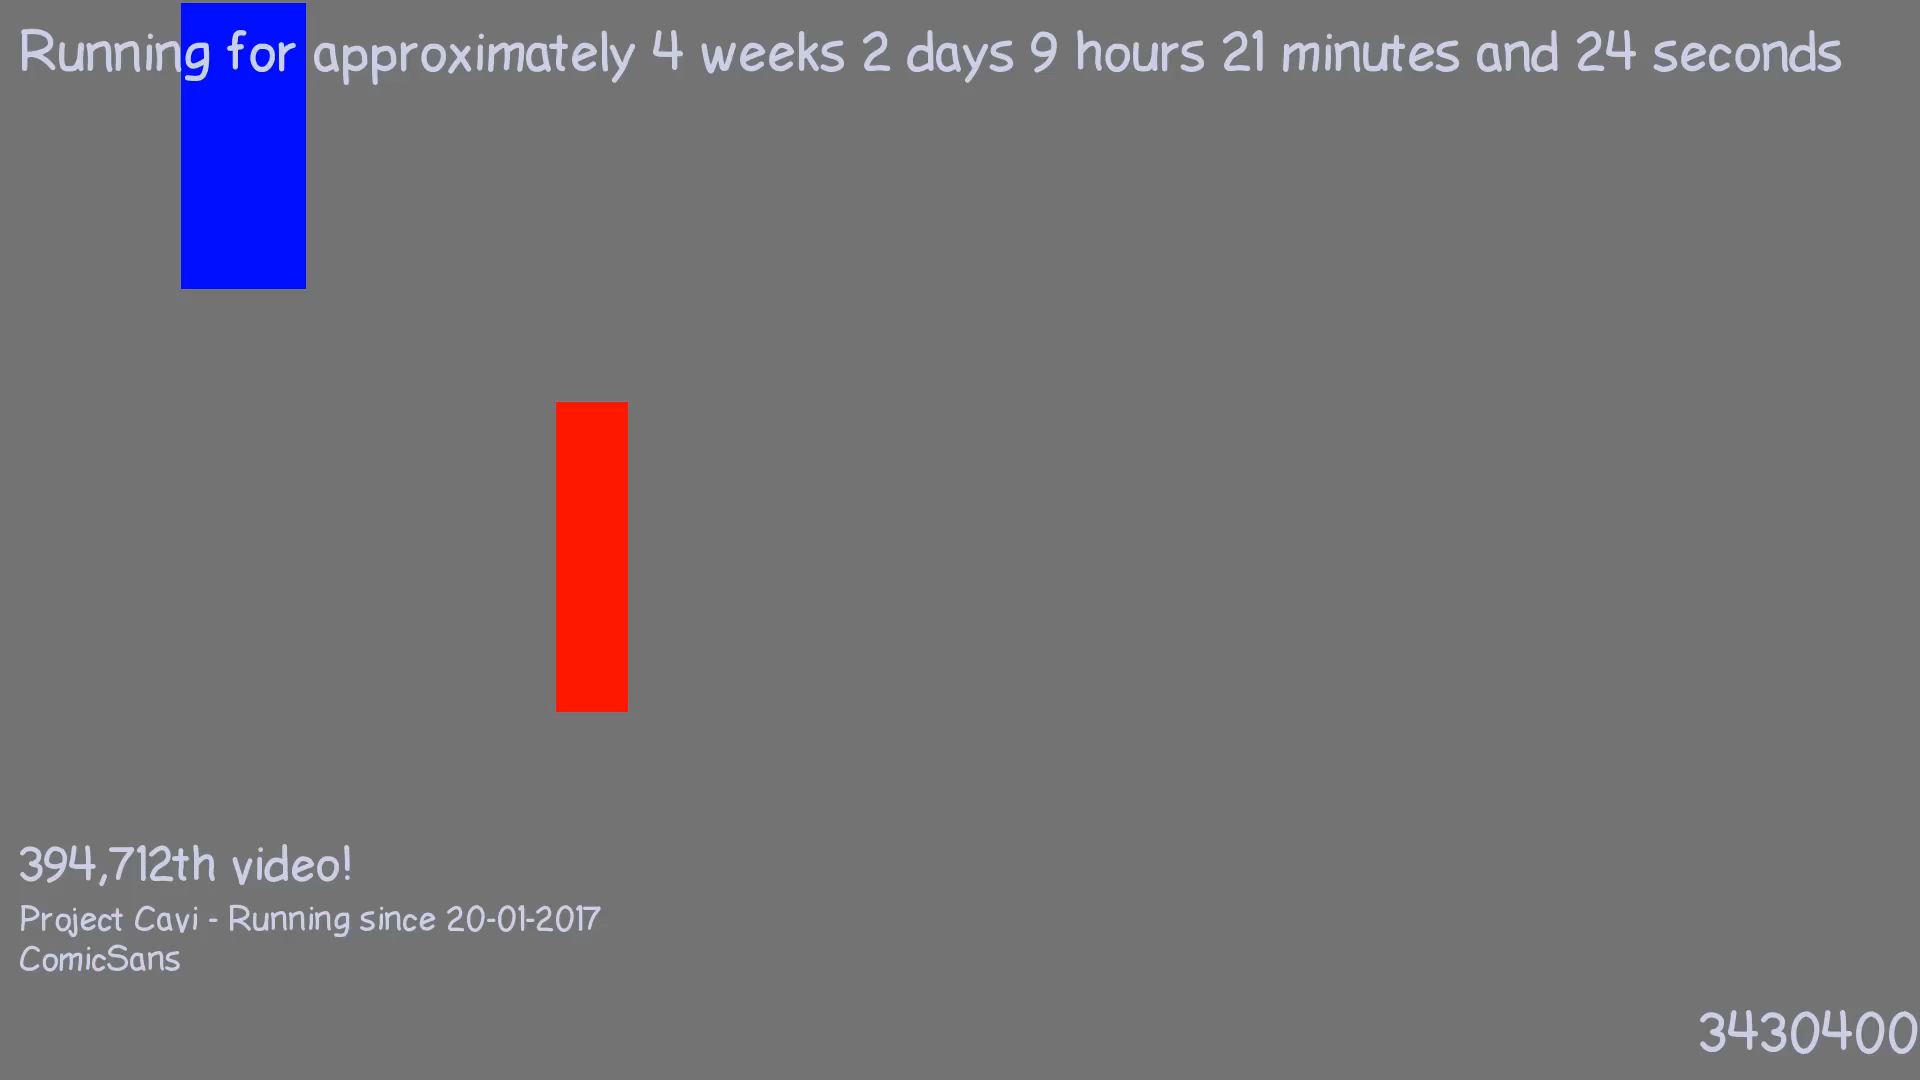 Running for approximately 4 weeks 2 days 9 hours 21 minutes and 24 seconds
394,712th video!
Project Cavi - Running since 20-01-2017
ComicSans
3430400